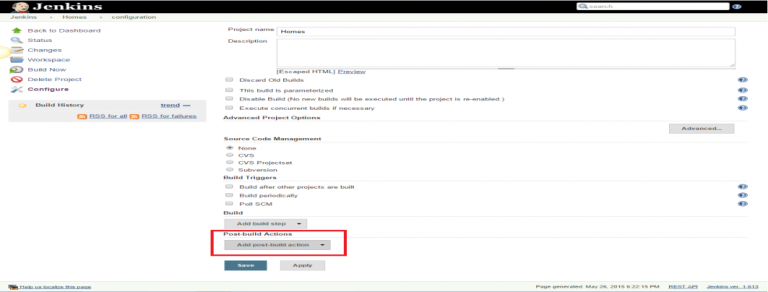 Jenkins
search
Jenkins Homes configuration
Back to Dashboard
Status
Changes
Workspace
Build Now
Delete Project
Configure
Build History trend
RSS for all RSS for failures
Project name Homes
Description
[Escaped HTML] Preview
Discard Old Builds
This build is parameterized
Disable Build (No new builds will be executed until the project is re-enabled.)
Execute concurrent builds if necessary
Advanced Project Options
Advanced...
Source Code Management
None
CVS
CVS Projectset
Subversion
Build Triggers
Build after other projects are built
Build periodically
Poll SCM
Build
Add build step
Post-build Actions
Add post-build action
Save Apply
Help us localize this page Page generated: May 26, 2015 6:22:15 PM REST API Jenkins ver. 1.613